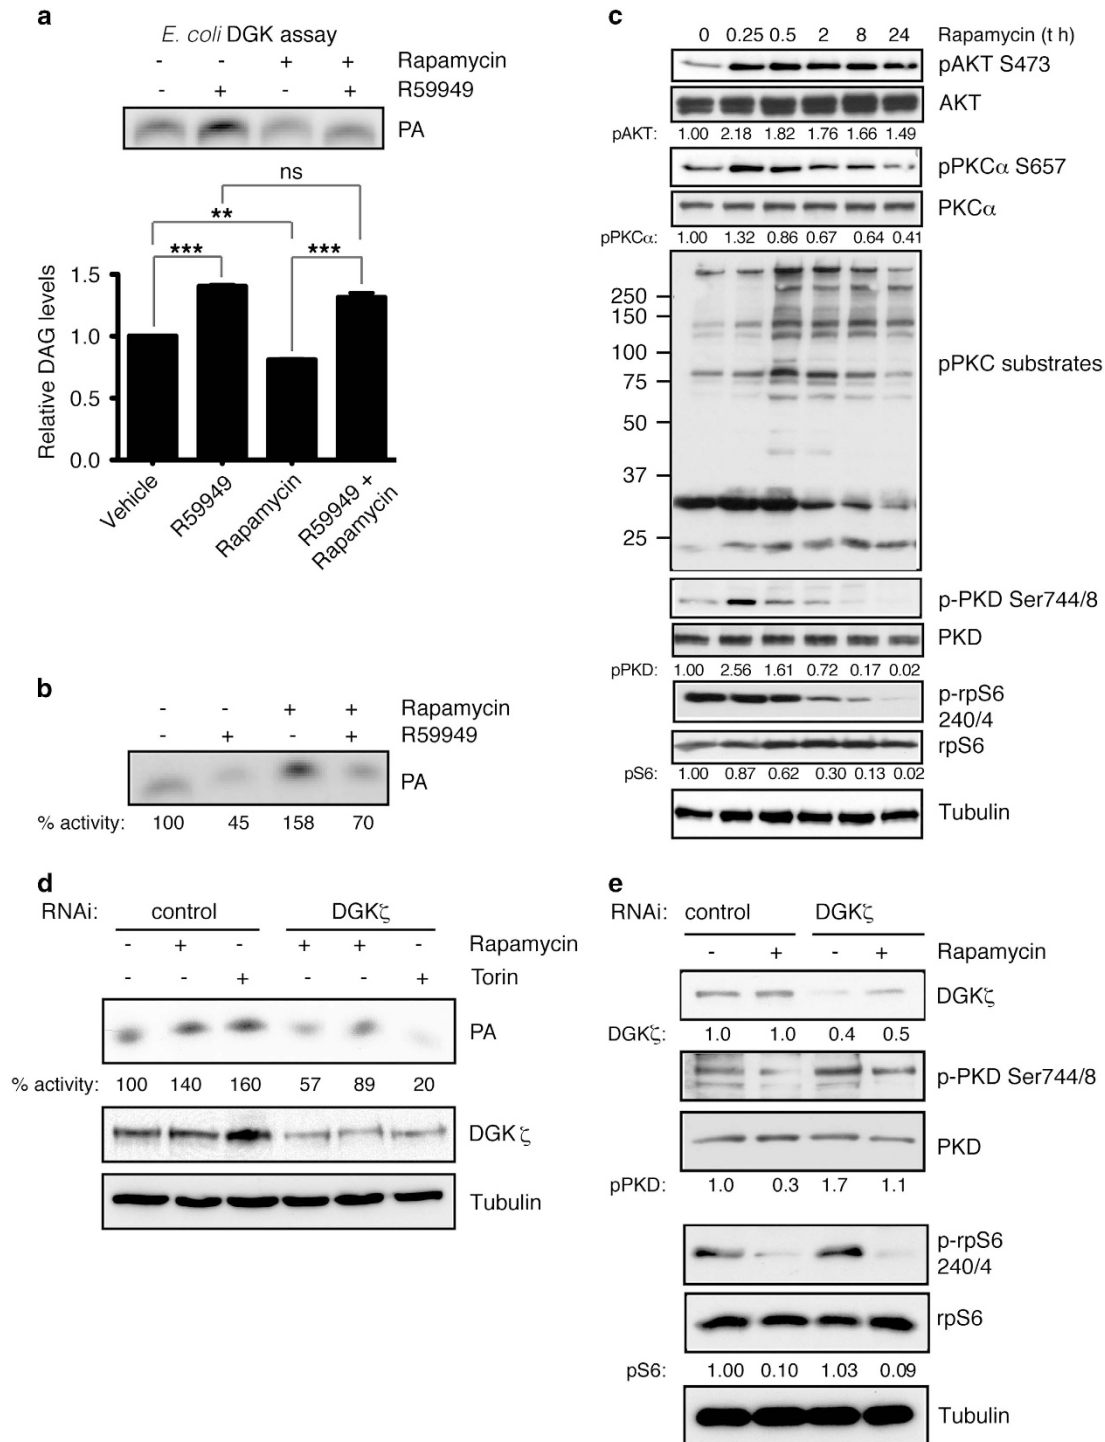 a
E. coli DGK assay
- - + + Rapamycin
- + - + R59949
PA
ns
**
*** ***
1.5
1.0
0.5
0.0
Relative DAG levels
Vehicle
R59949
Rapamycin
R59949 +
Rapamycin
b
- - + + Rapamycin
- + - + R59949
PA
% activity: 100 45 158 70
c
0 0.25 0.5 2 8 24 Rapamycin (t h)
pAKT S473
AKT
pAKT: 1.00 2.18 1.82 1.76 1.66 1.49
pPKCα S657
PKCα
pPKCα: 1.00 1.32 0.86 0.67 0.64 0.41
250
150
100
75
50
37
25
pPKC substrates
p-PKD Ser744/8
PKD
pPKD: 1.00 2.56 1.61 0.72 0.17 0.02
p-rpS6
240/4
rpS6
pS6: 1.00 0.87 0.62 0.30 0.13 0.02
Tubulin
d
RNAi: control DGKζ
- + - + + - Rapamycin
- - + - - + Torin
PA
% activity: 100 140 160 57 89 20
DGKζ
Tubulin
e
RNAi: control DGKζ
- + - + Rapamycin
DGKζ
DGKζ: 1.0 1.0 0.4 0.5
p-PKD Ser744/8
PKD
pPKD: 1.0 0.3 1.7 1.1
p-rpS6
240/4
rpS6
pS6: 1.00 0.10 1.03 0.09
Tubulin